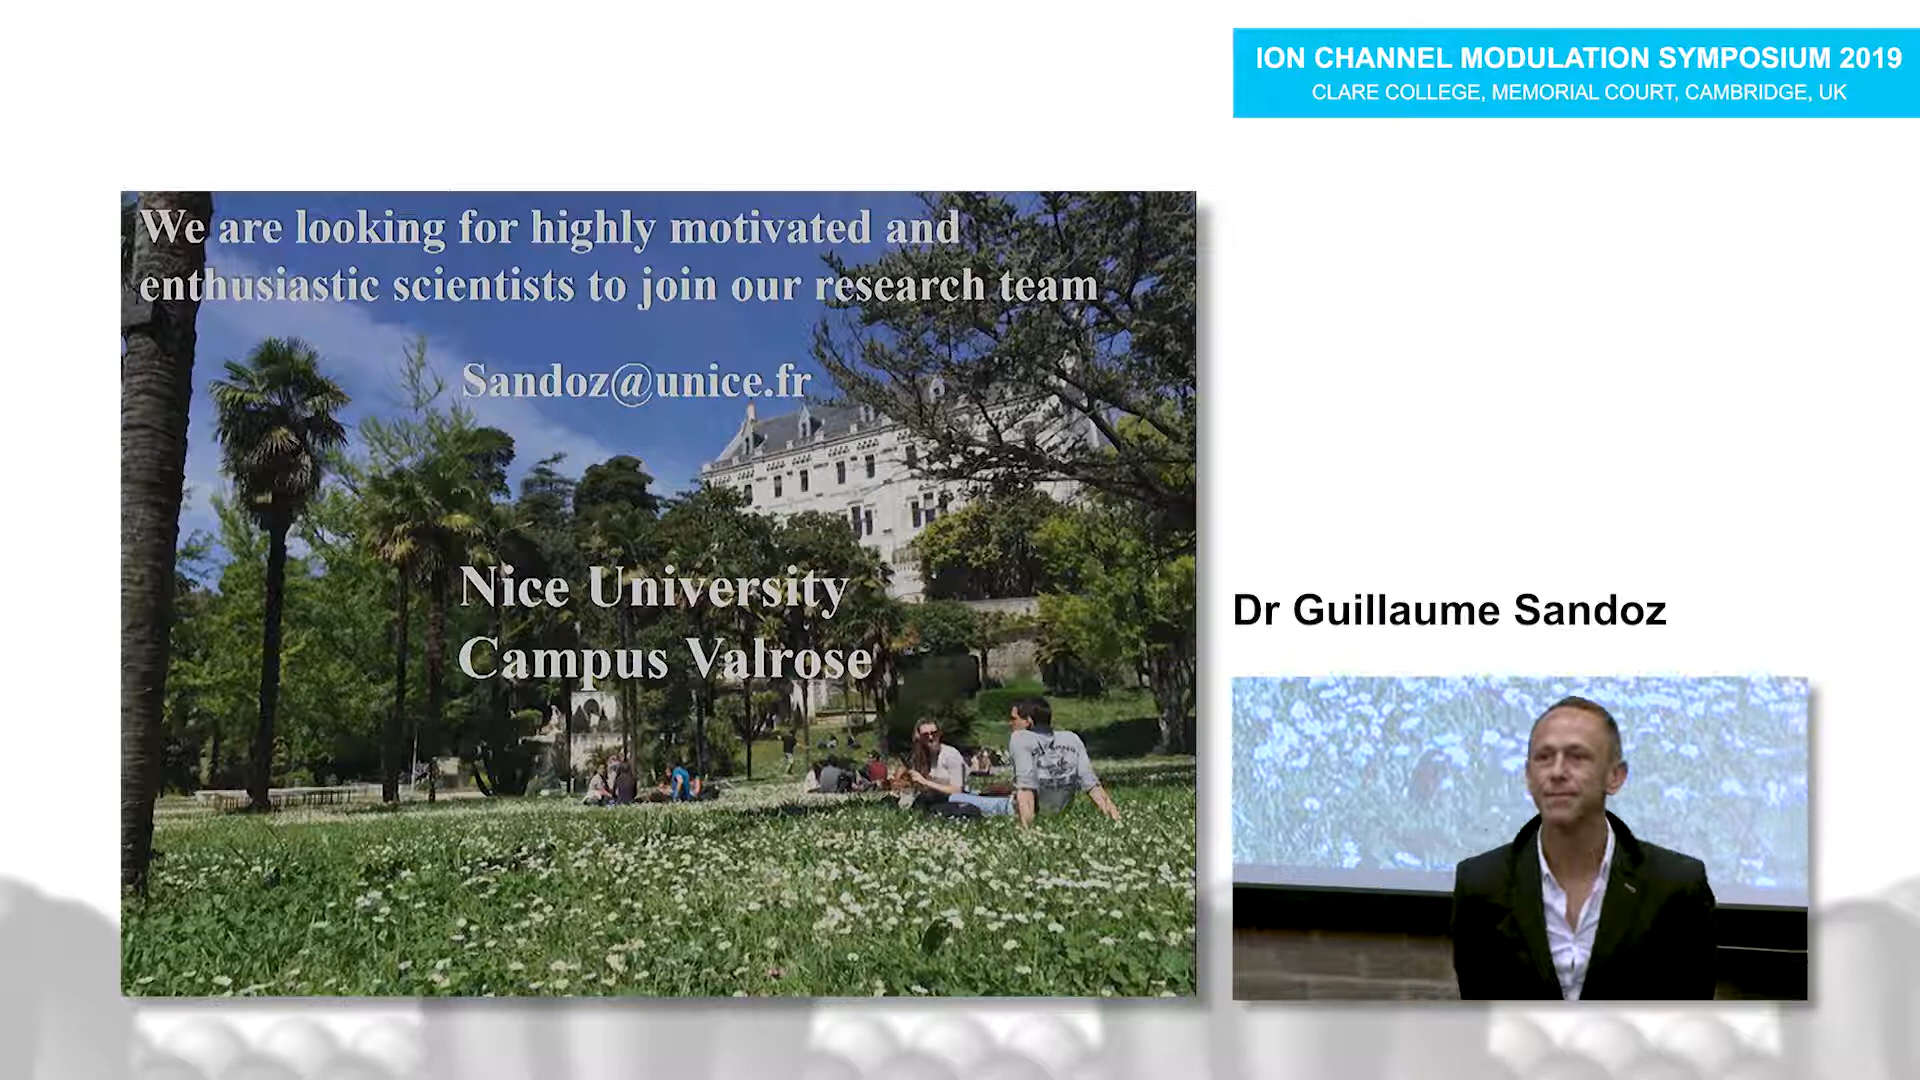 ION CHANNEL MODULATION SYMPOSIUM 2019
CLARE COLLEGE, MEMORIAL COURT, CAMBRIDGE, UK
We are looking for highly motivated and
enthusiastic scientists to join our research team
Sandoz@unice.fr
Nice University
Campus Valrose
Dr Guillaume Sandoz